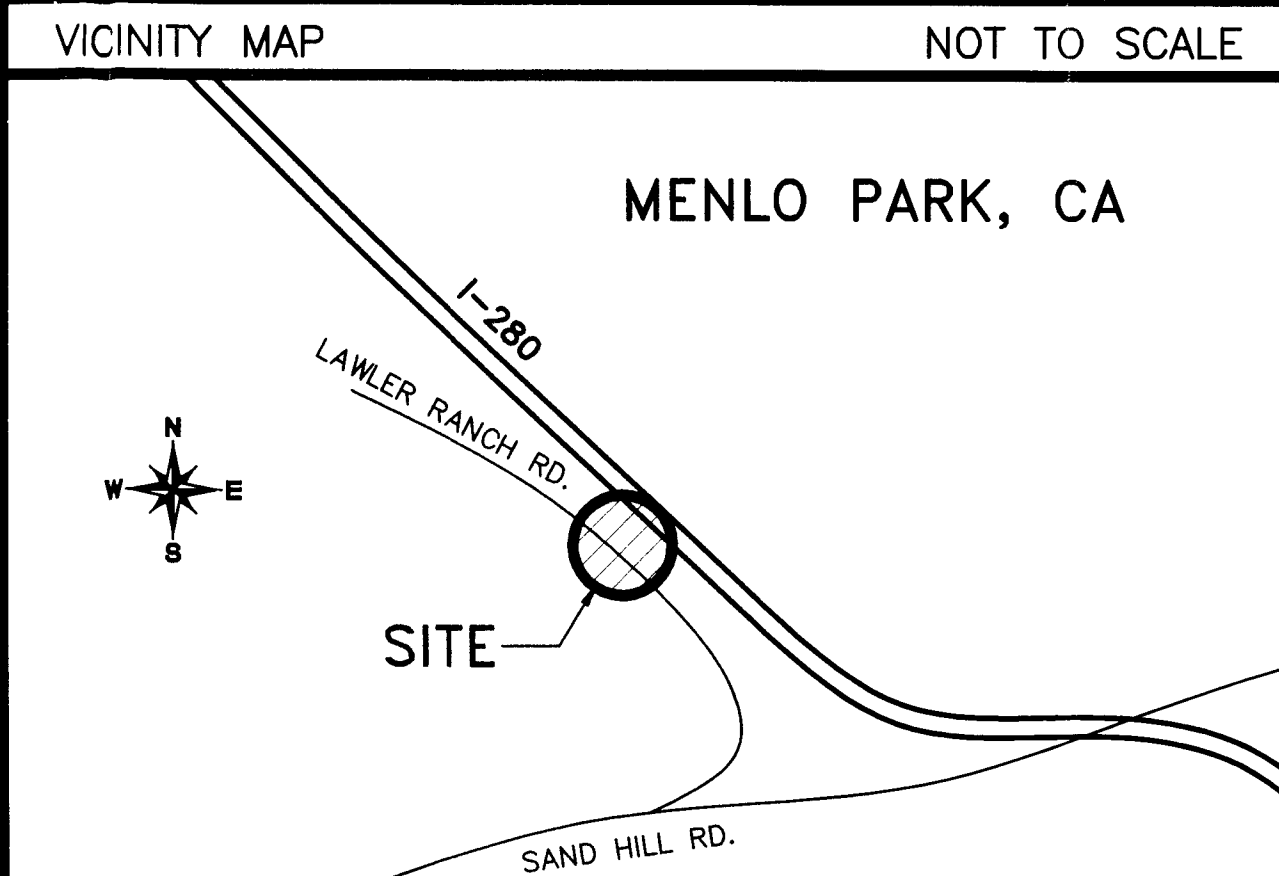 VICINITY MAP
NOT TO SCALE
MENLO PARK, CA
I-280
LAWLER RANCH RD.
N
W E
S
SITE
SAND HILL RD.